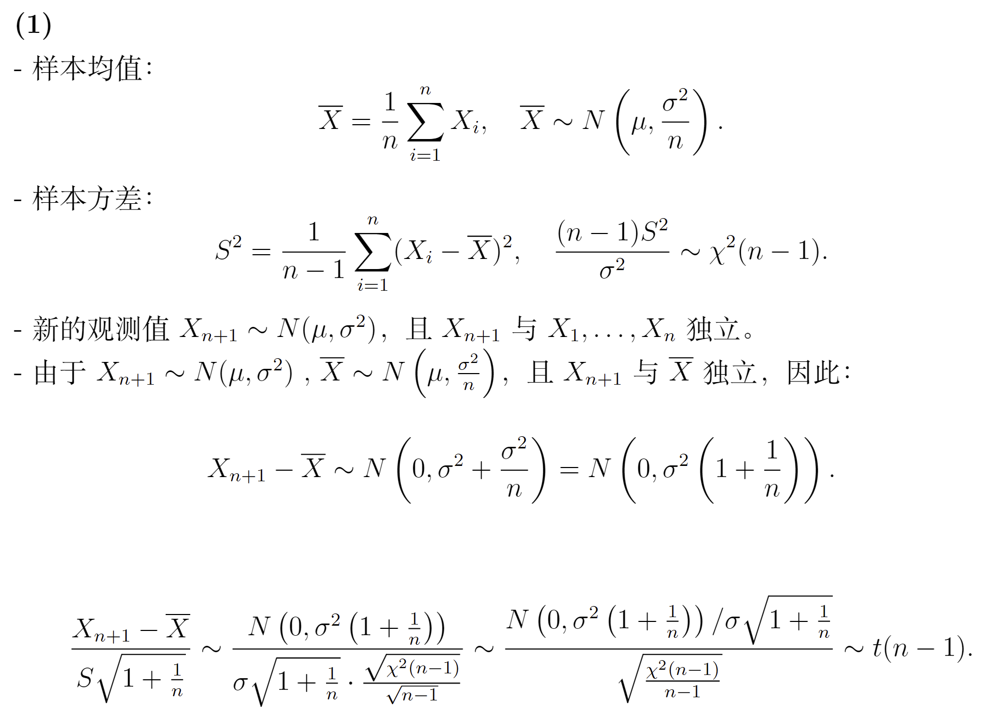 (1)
- 样本均值：
$\overline{X} = \frac{1}{n} \sum_{i=1}^{n} X_i, \quad \overline{X} \sim N\left(\mu, \frac{\sigma^2}{n}\right).$
- 样本方差：
$S^2 = \frac{1}{n-1} \sum_{i=1}^{n} (X_i - \overline{X})^2, \quad \frac{(n-1)S^2}{\sigma^2} \sim \chi^2(n-1).$
- 新的观测值 $X_{n+1} \sim N(\mu, \sigma^2)$，且 $X_{n+1}$ 与 $X_1, \ldots, X_n$ 独立。
- 由于 $X_{n+1} \sim N(\mu, \sigma^2)$ , $\overline{X} \sim N\left(\mu, \frac{\sigma^2}{n}\right)$，且 $X_{n+1}$ 与 $\overline{X}$ 独立，因此：
$X_{n+1} - \overline{X} \sim N\left(0, \sigma^2 + \frac{\sigma^2}{n}\right) = N\left(0, \sigma^2\left(1 + \frac{1}{n}\right)\right).$
$\frac{X_{n+1} - \overline{X}}{S\sqrt{1 + \frac{1}{n}}} \sim \frac{N\left(0, \sigma^2\left(1 + \frac{1}{n}\right)\right)}{\sigma\sqrt{1 + \frac{1}{n}} \cdot \frac{\sqrt{\chi^2(n-1)}}{\sqrt{n-1}}} \sim \frac{N\left(0, \sigma^2\left(1 + \frac{1}{n}\right)\right) / \sigma\sqrt{1 + \frac{1}{n}}}{\sqrt{\frac{\chi^2(n-1)}{n-1}}} \sim t(n-1).$